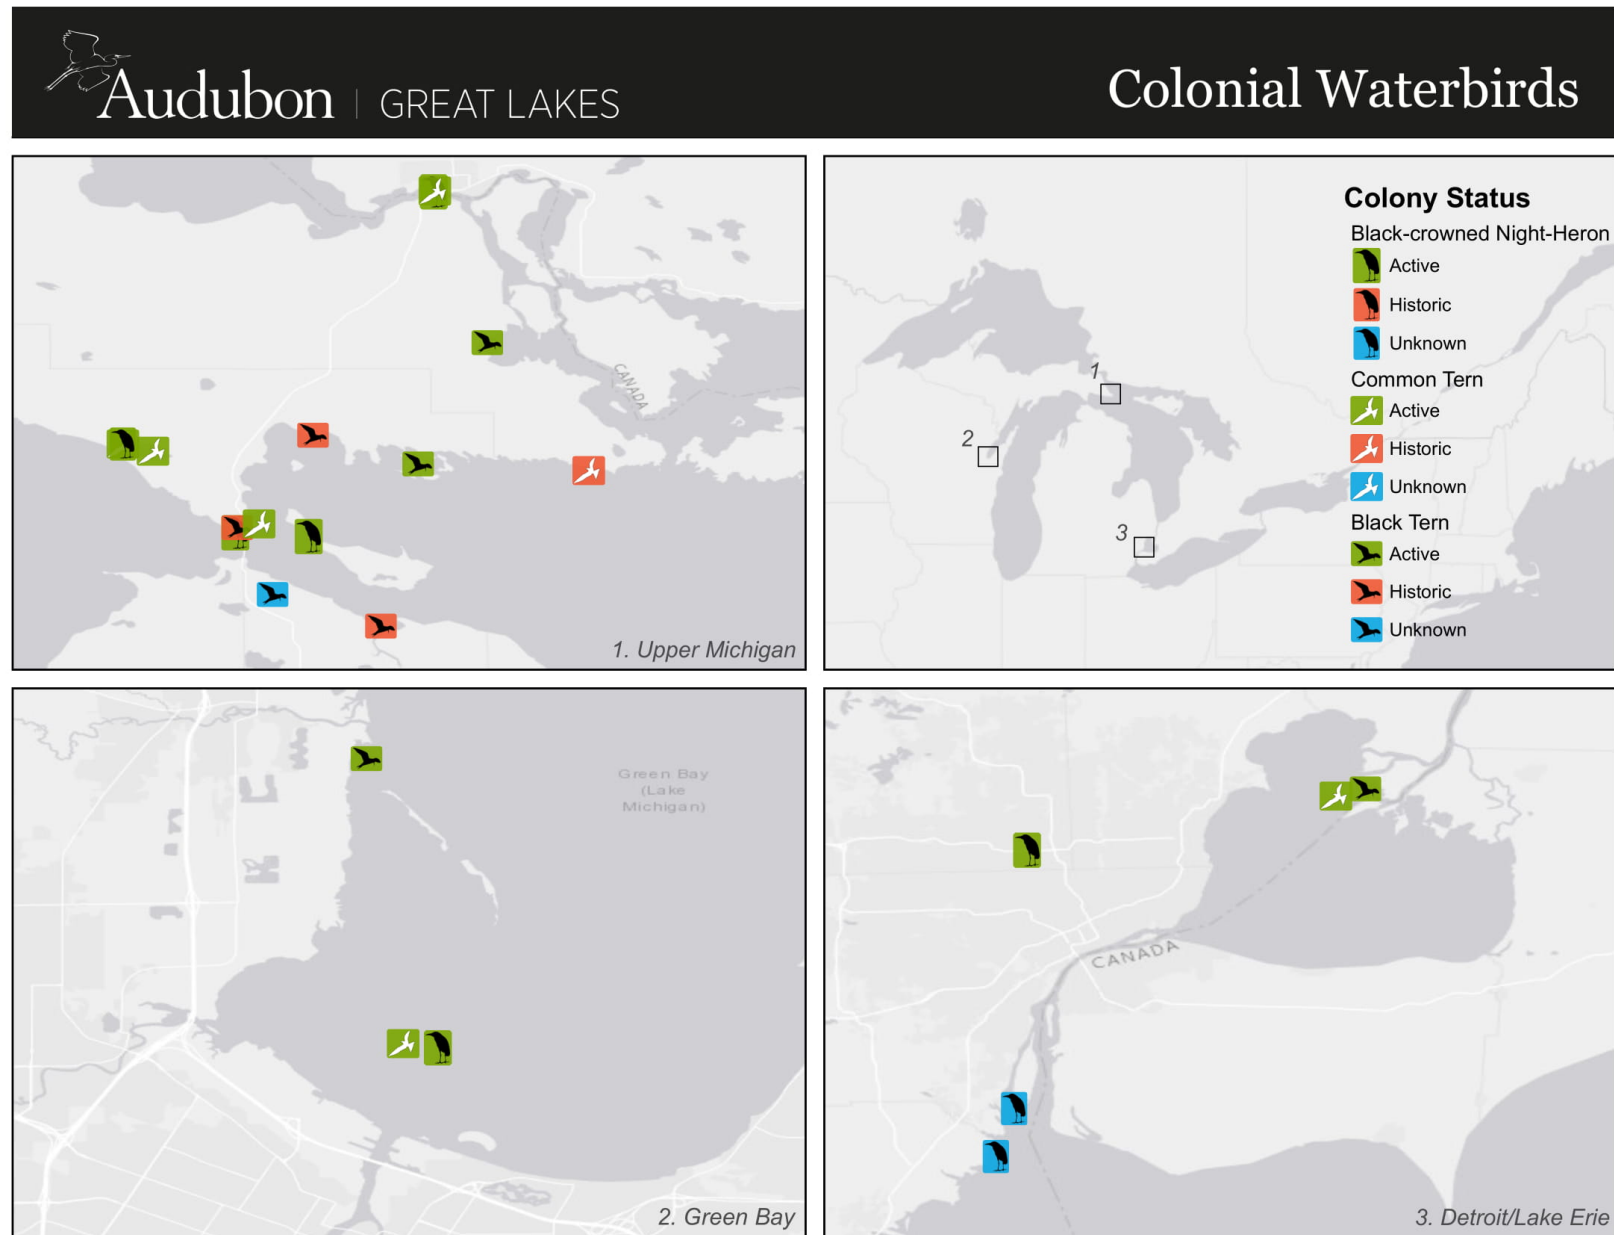 Audubon | GREAT LAKES
Colonial Waterbirds
CANADA
1. Upper Michigan
1
2
3
Colony Status
Black-crowned Night-Heron
Active
Historic
Unknown
Common Tern
Active
Historic
Unknown
Black Tern
Active
Historic
Unknown
Green Bay
(Lake
Michigan)
2. Green Bay
CANADA
3. Detroit/Lake Erie